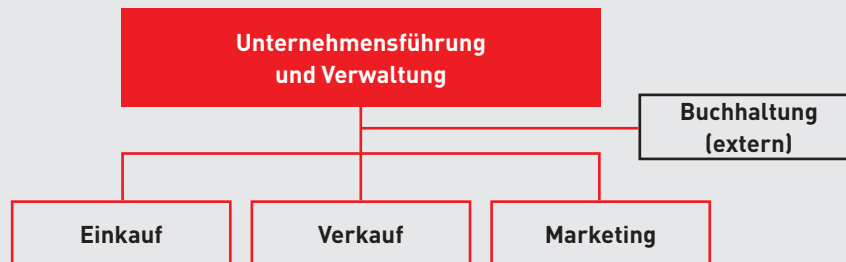 Unternehmensführung
und Verwaltung
Buchhaltung
(extern)
Einkauf
Verkauf
Marketing